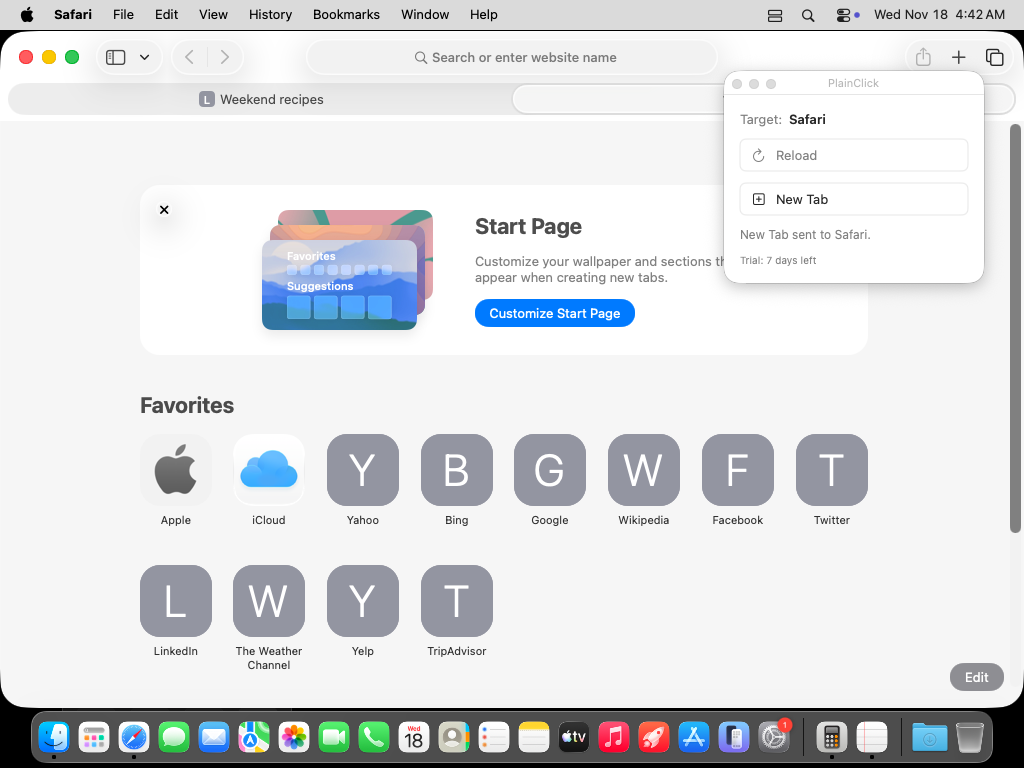 Safari File Edit View History Bookmarks Window Help Wed Nov 18 4:42 AM
Search or enter website name
L Weekend recipes
PlainClick
Target: Safari
Reload
New Tab
New Tab sent to Safari.
Trial: 7 days left
Favorites
Suggestions
Start Page
Customize your wallpaper and sections
appear when creating new tabs.
Customize Start Page
Favorites
Y B G W F T
Apple iCloud Yahoo Bing Google Wikipedia Facebook Twitter
L W Y T
LinkedIn The Weather Yelp TripAdvisor
Channel
Edit
Wed
18
tv
1